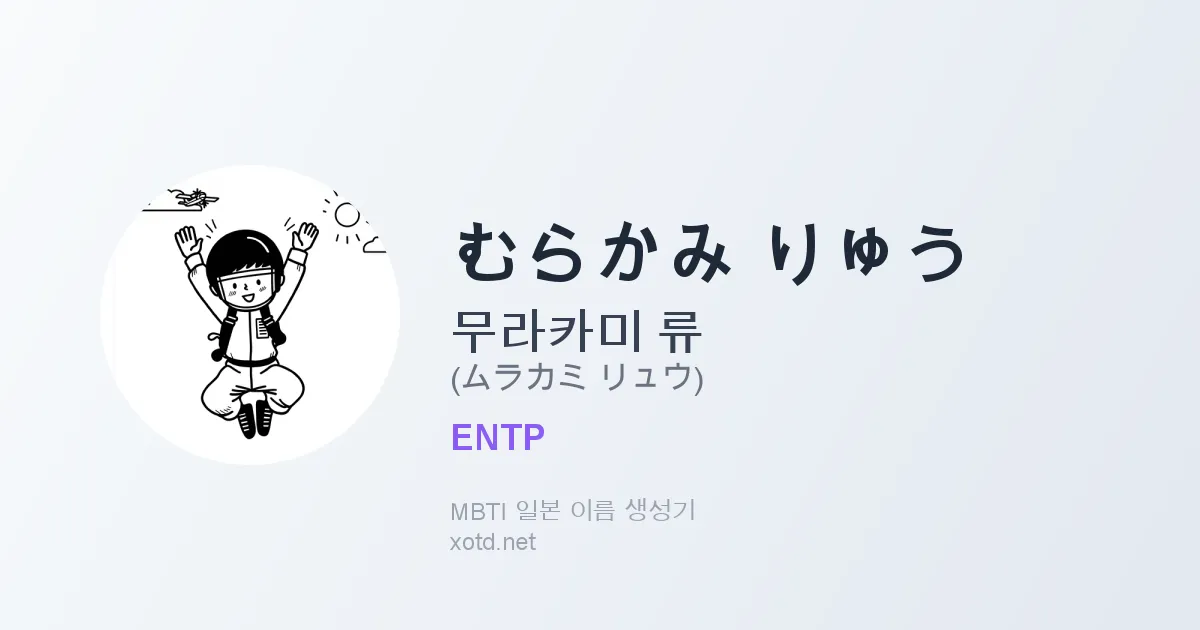 むらかみ りゅう
무라카미 류
(ムラカミ リュウ)
ENTP
MBTI 일본 이름 생성기
xotd.net